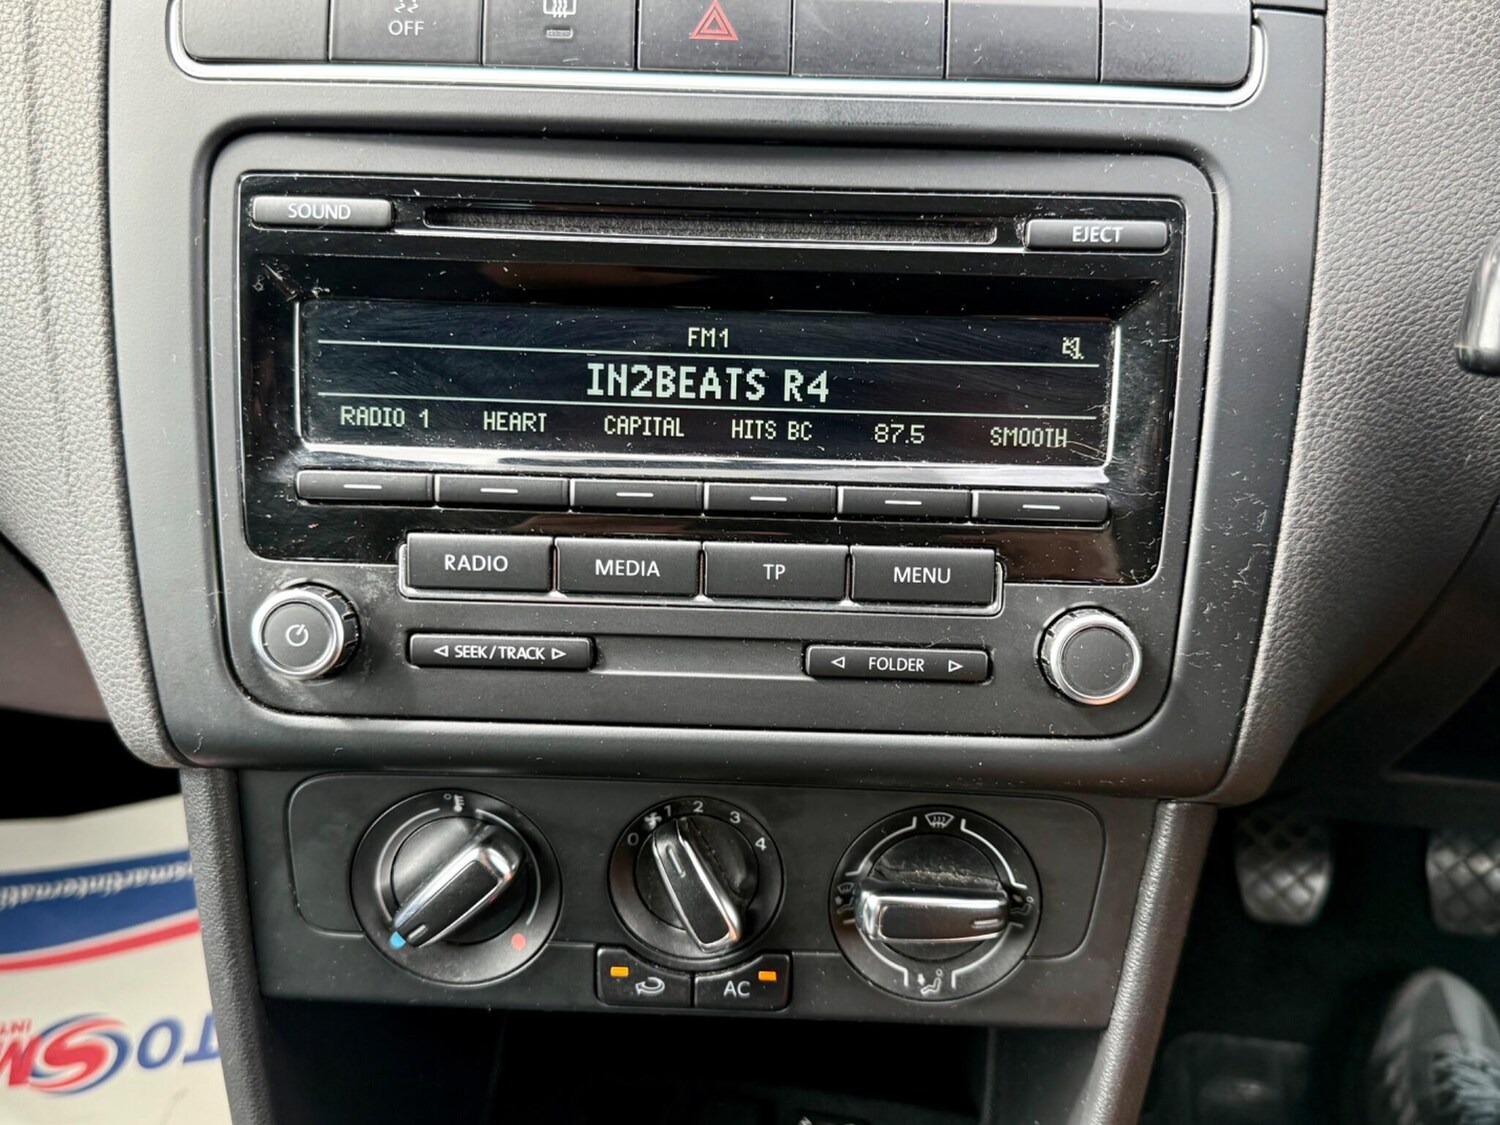 OFF
SOUND
EJECT
FM1
IN2BEATS R4
RADIO 1 HEART CAPITAL HITS BC 87.5 SMOOTH
RADIO MEDIA TP MENU
SEEK/TRACK FOLDER
0 1 2 3 4
AC